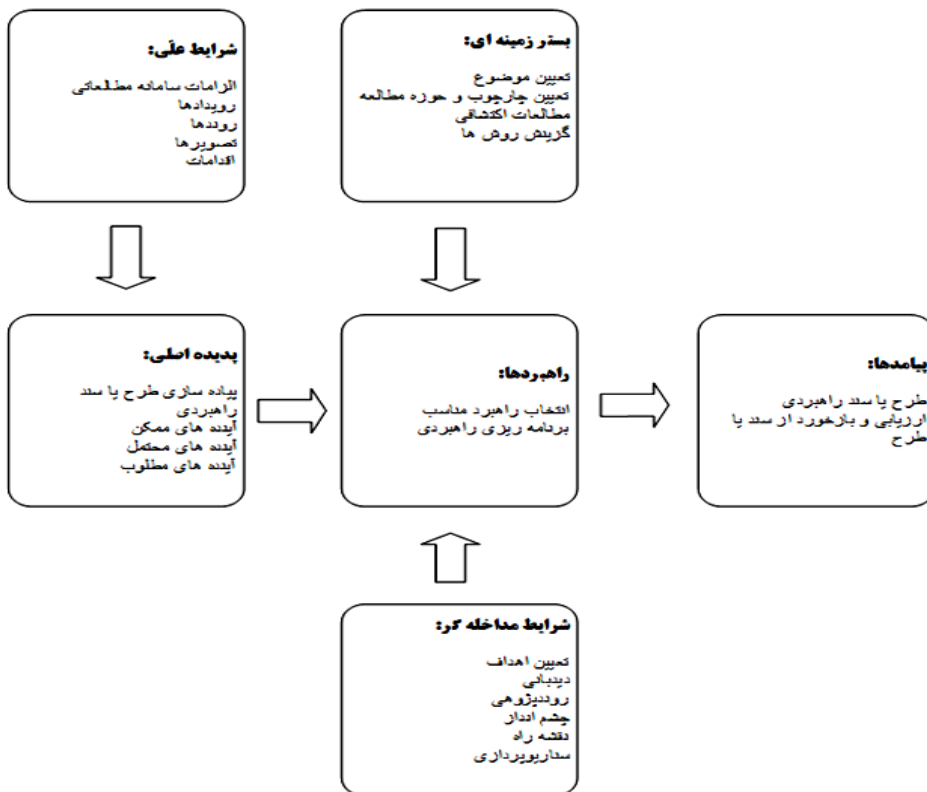 شرایط علّی:
الزامات سامانه مطالعاتی
رویدادها
روندها
تصویرها
اقدامات
بستر زمینه ای:
تعیین موضوع
تعیین چارچوب و حوزه مطالعه
مطالعات اکتشافی
گزینش روش ها
پدیده اصلی:
پیاده سازی طرح یا سند
راهبردی
آینده های ممکن
آینده های محتمل
آینده های مطلوب
راهبردها:
انتخاب راهبرد مناسب
برنامه ریزی راهبردی
پیامدها:
طرح یا سند راهبردی
ارزیابی و بازخورد از سند یا
طرح
شرایط مداخله گر:
تعیین اهداف
دیدبانی
روندپژوهی
چشم انداز
نقشه راه
سناریوپردازی